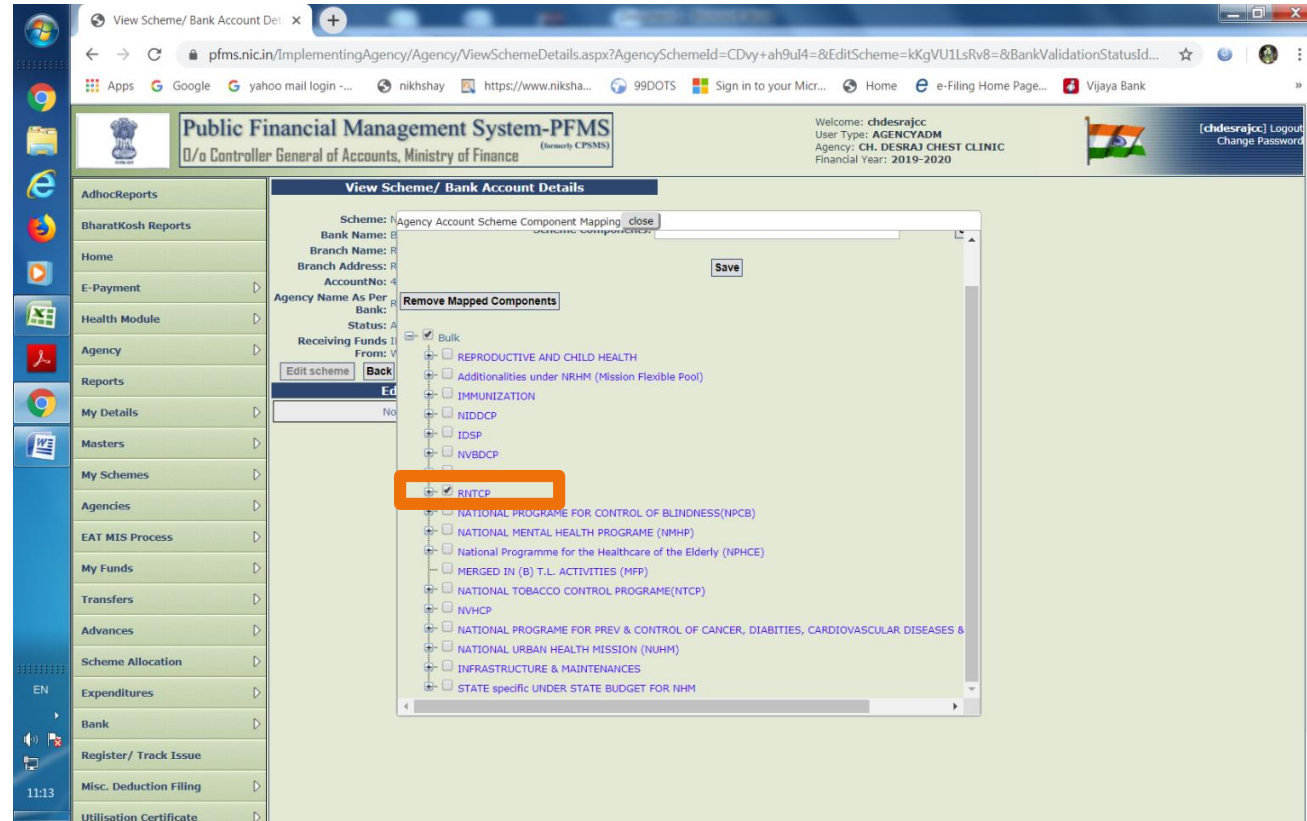 View Scheme/ Bank Account Det
pfms.nic.in/ImplementingAgency/Agency/ViewSchemeDetails.aspx?AgencySchemeId=CDvy+ah9uI4=&EditScheme=kKgVU1LsRv8=&BankValidationStatusId...
Apps Google yahoo mail login -... nikhshay https://www.niksha... 99DOTS Sign in to your Micr... Home e-Filing Home Page... Vijaya Bank »
Public Financial Management System-PFMS
(formerly CPSMS)
O/o Controller General of Accounts, Ministry of Finance
Welcome: chdesrajcc
User Type: AGENCYADM
Agency: CH. DESRAJ CHEST CLINIC
Financial Year: 2019-2020
[chdesrajcc] Logout
Change Password
AdhocReports
BharatKosh Reports
Home
E-Payment
Health Module
Agency
Reports
My Details
Masters
My Schemes
Agencies
EAT MIS Process
My Funds
Transfers
Advances
Scheme Allocation
Expenditures
Bank
Register/ Track Issue
Misc. Deduction Filing
Utilisation Certificate
View Scheme/ Bank Account Details
Scheme: N
Bank Name: B
Branch Name: R
Branch Address: R
AccountNo: 4
Agency Name As Per Bank: R
Status: A
Receiving Funds From:
Edit scheme Back
Ed
No
Agency Account Scheme Component Mapping close
Scheme Components:
Save
Remove Mapped Components
Bulk
REPRODUCTIVE AND CHILD HEALTH
Additionalities under NRHM (Mission Flexible Pool)
IMMUNIZATION
NIDDCP
IDSP
NVBDCP
RNTCP
NATIONAL PROGRAME FOR CONTROL OF BLINDNESS(NPCB)
NATIONAL MENTAL HEALTH PROGRAME (NMHP)
National Programme for the Healthcare of the Elderly (NPHCE)
MERGED IN (B) T.L. ACTIVITIES (MFP)
NATIONAL TOBACCO CONTROL PROGRAME(NTCP)
NVHCP
NATIONAL PROGRAME FOR PREV & CONTROL OF CANCER, DIABITIES, CARDIOVASCULAR DISEASES &
NATIONAL URBAN HEALTH MISSION (NUHM)
INFRASTRUCTURE & MAINTENANCES
STATE specific UNDER STATE BUDGET FOR NHM
EN
11:13